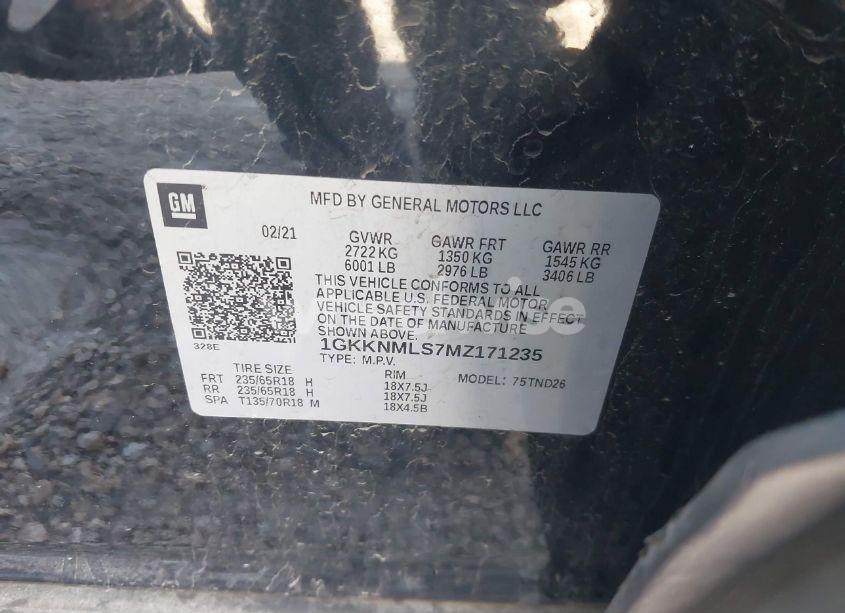 GM
MFD BY GENERAL MOTORS LLC
02/21
GVWR GAWR FRT GAWR RR
2722 KG 1350 KG 1545 KG
6001 LB 2976 LB 3406 LB
THIS VEHICLE CONFORMS TO ALL
APPLICABLE U.S. FEDERAL MOTOR
VEHICLE SAFETY STANDARDS IN EFFECT
ON THE DATE OF MANUFACTURE
SHOWN ABOVE.
328E
1GKKNMLS7MZ171235
TYPE: M.P.V.
TIRE SIZE RIM MODEL: 75TND26
FRT 235/65R18 H 18X7.5J
RR 235/65R18 H 18X7.5J
SPA T135/70R18 M 18X4.5B